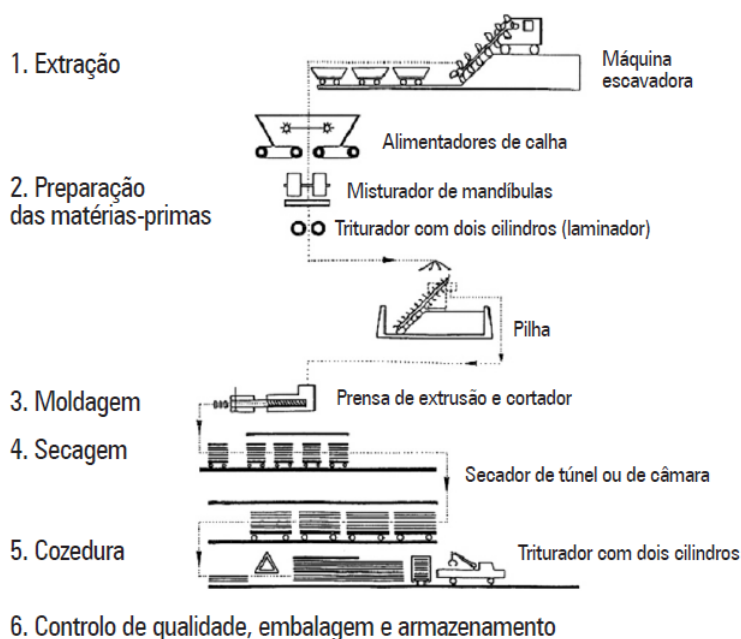 1. Extração
Máquina
escavadora
Alimentadores de calha
2. Preparação
das matérias-primas
Misturador de mandíbulas
Triturador com dois cilindros (laminador)
Pilha
3. Moldagem
Prensa de extrusão e cortador
4. Secagem
Secador de túnel ou de câmara
5. Cozedura
Triturador com dois cilindros
6. Controlo de qualidade, embalagem e armazenamento